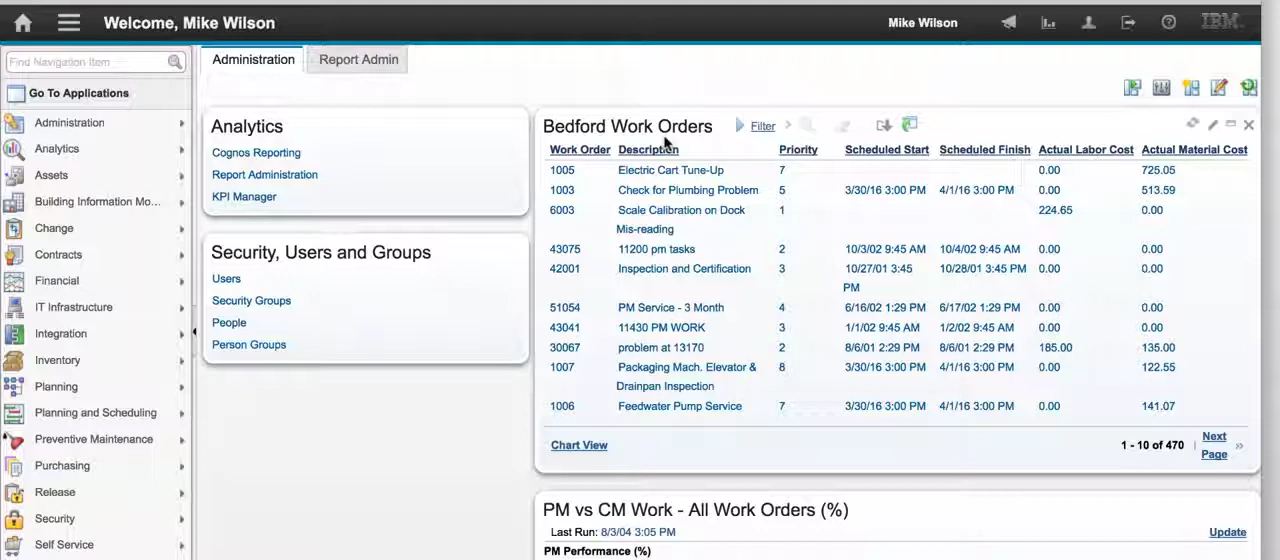 Welcome, Mike Wilson
Mike Wilson
IBM
Find Navigation Item
Go To Applications
Administration
Analytics
Assets
Building Information Mo...
Change
Contracts
Financial
IT Infrastructure
Integration
Inventory
Planning
Planning and Scheduling
Preventive Maintenance
Purchasing
Release
Security
Self Service
Administration
Report Admin
Analytics
Cognos Reporting
Report Administration
KPI Manager
Security, Users and Groups
Users
Security Groups
People
Person Groups
Bedford Work Orders Filter
Work Order Description Priority Scheduled Start Scheduled Finish Actual Labor Cost Actual Material Cost
1005 Electric Cart Tune-Up 7 0.00 725.05
1003 Check for Plumbing Problem 5 3/30/16 3:00 PM 4/1/16 3:00 PM 0.00 513.59
6003 Scale Calibration on Dock 1 224.65 0.00
Mis-reading
43075 11200 pm tasks 2 10/3/02 9:45 AM 10/4/02 9:45 AM 0.00 0.00
42001 Inspection and Certification 3 10/27/01 3:45 10/28/01 3:45 PM 0.00 0.00
PM
51054 PM Service - 3 Month 4 6/16/02 1:29 PM 6/17/02 1:29 PM 0.00 0.00
43041 11430 PM WORK 3 1/1/02 9:45 AM 1/2/02 9:45 AM 0.00 0.00
30067 problem at 13170 2 8/6/01 2:29 PM 8/6/01 2:29 PM 185.00 135.00
1007 Packaging Mach. Elevator & 8 3/30/16 3:00 PM 4/1/16 3:00 PM 0.00 122.55
Drainpan Inspection
1006 Feedwater Pump Service 7 3/30/16 3:00 PM 4/1/16 3:00 PM 0.00 141.07
Chart View 1 - 10 of 470 Next
Page
PM vs CM Work - All Work Orders (%)
Last Run: 8/3/04 3:05 PM Update
PM Performance (%)